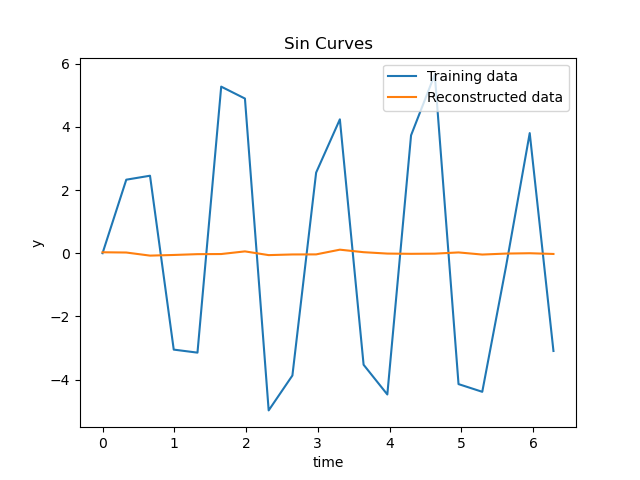 Sin Curves
Training data
Reconstructed data
6
4
2
0
−2
−4
y
0 1 2 3 4 5 6
time